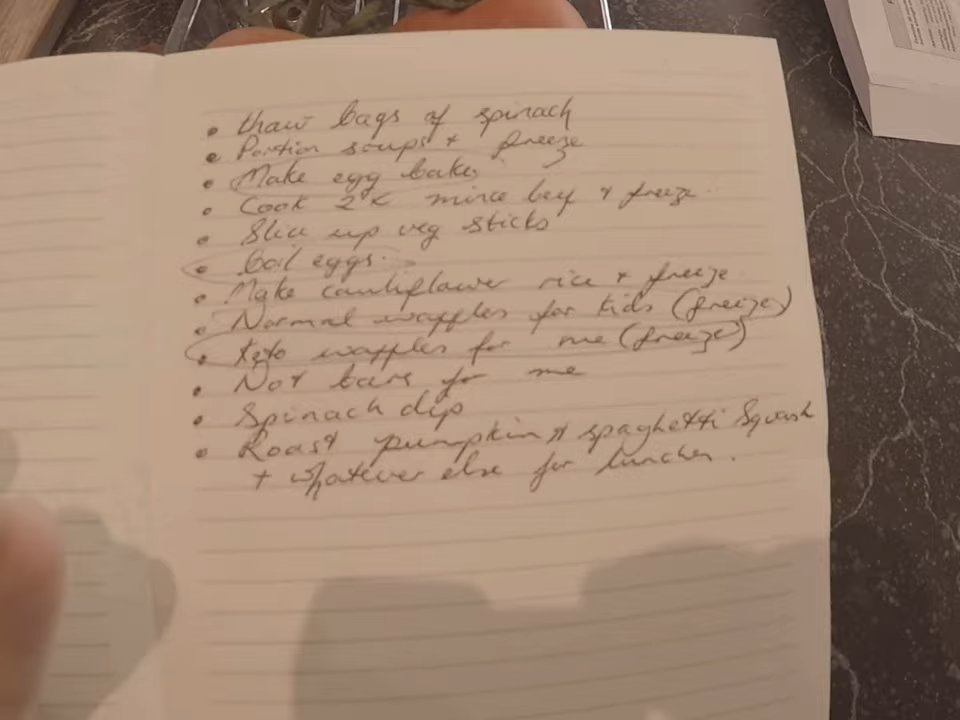 • thaw bags of spinach
• Portion soups + freeze
• Make egg bake
• Cook 2x mince beef + freeze
• Slice up veg sticks
• boil eggs.
• Make cauliflower rice + freeze
• Normal waffles for kids (freeze)
• Keto waffles for me (freeze)
• Not bars for me
• Spinach dip
• Roast pumpkin + spaghetti Squash
+ whatever else for lunches.